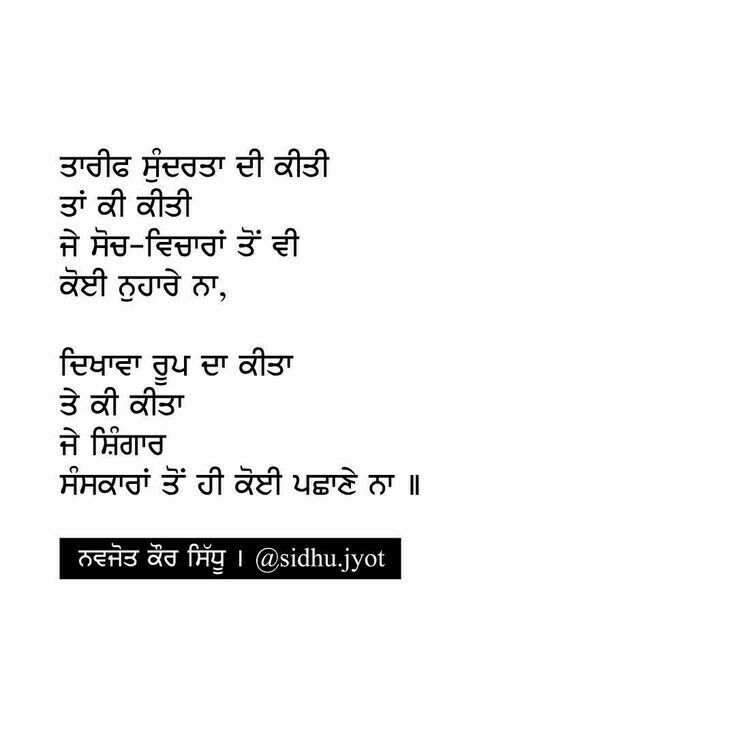 ਤਾਰੀਫ ਸੁੰਦਰਤਾ ਦੀ ਕੀਤੀ
ਤਾਂ ਕੀ ਕੀਤੀ
ਜੇ ਸੋਚ-ਵਿਚਾਰਾਂ ਤੋਂ ਵੀ
ਕੋਈ ਨੁਹਾਰੇ ਨਾ,
ਦਿਖਾਵਾ ਰੂਪ ਦਾ ਕੀਤਾ
ਤੇ ਕੀ ਕੀਤਾ
ਜੇ ਸ਼ਿੰਗਾਰ
ਸੰਸਕਾਰਾਂ ਤੋਂ ਹੀ ਕੋਈ ਪਛਾਣੇ ਨਾ ॥
ਨਵਜੋਤ ਕੌਰ ਸਿੱਧੂ । @sidhu.jyot